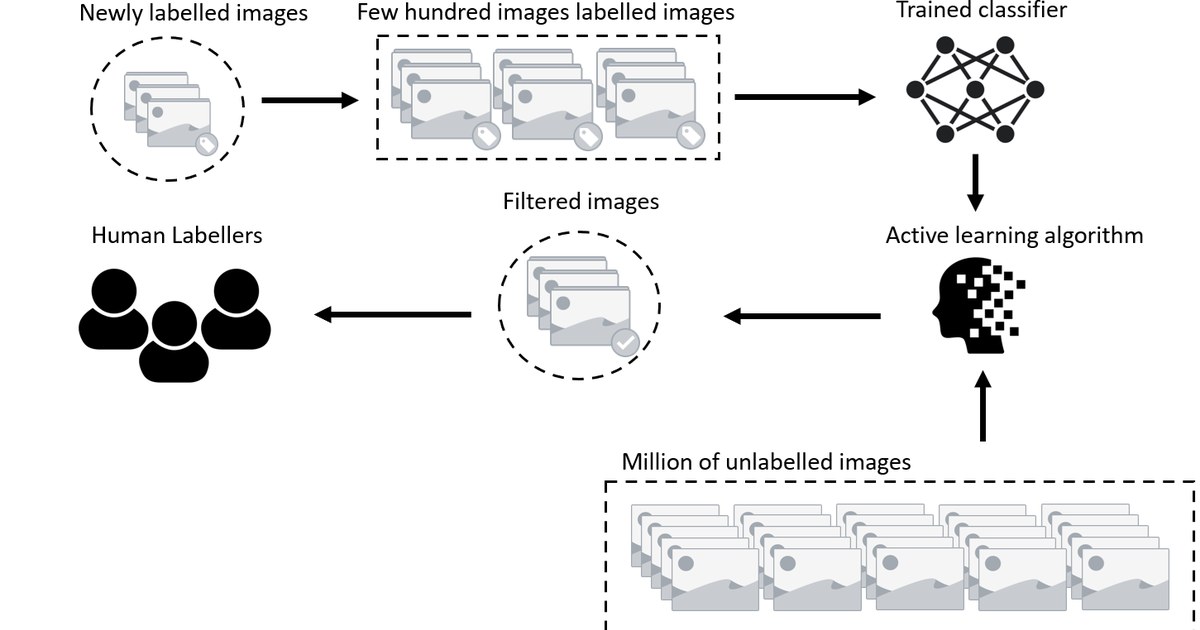 Newly labelled images
Few hundred images labelled images
Trained classifier
Filtered images
Human Labellers
Active learning algorithm
Million of unlabelled images